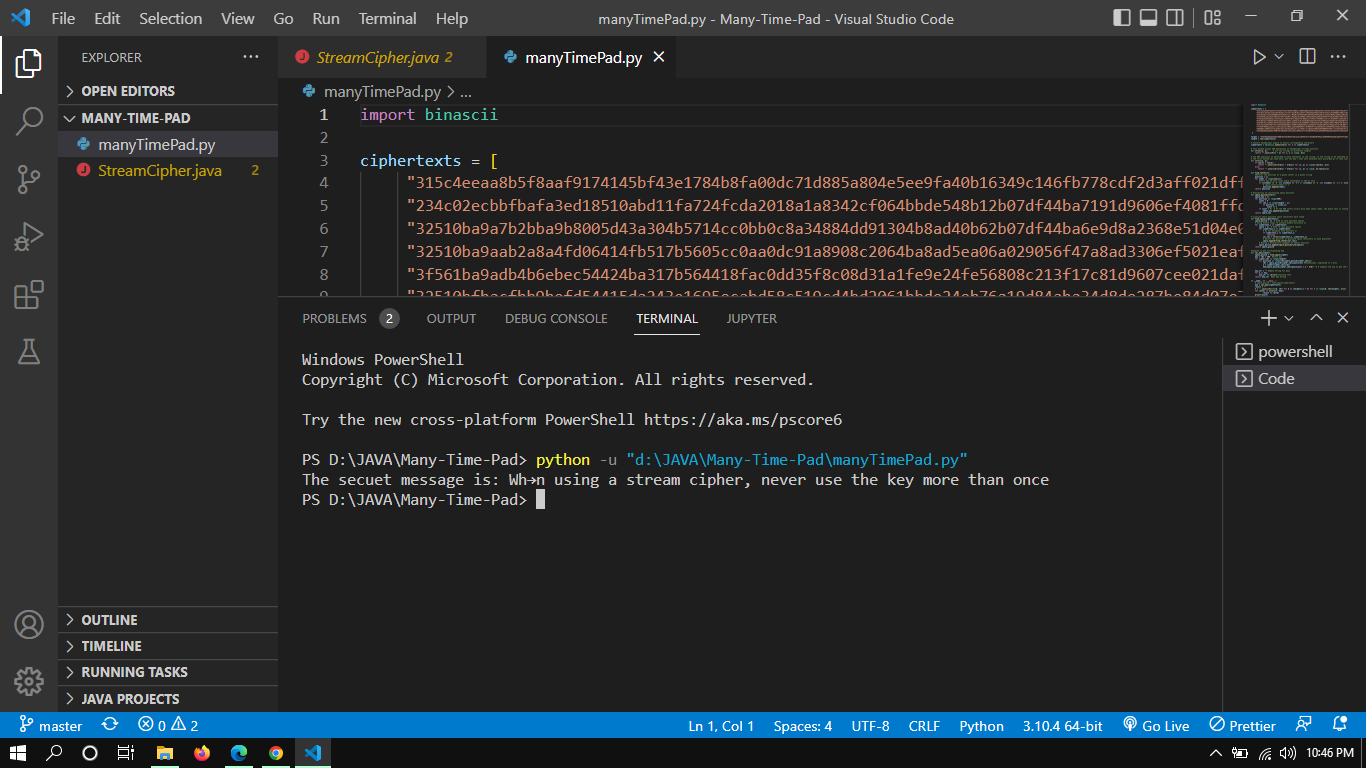 File Edit Selection View Go Run Terminal Help manyTimePad.py - Many-Time-Pad - Visual Studio Code
EXPLORER ...
OPEN EDITORS
MANY-TIME-PAD
manyTimePad.py
StreamCipher.java 2
StreamCipher.java 2 manyTimePad.py
manyTimePad.py > ...
1 import binascii
2
3 ciphertexts = [
4 "315c4eeaa8b5f8aaf9174145bf43e1784b8fa00dc71d885a804e5ee9fa40b16349c146fb778cdf2d3aff021dff
5 "234c02ecbbfbafa3ed18510abd11fa724fcda2018a1a8342cf064bbde548b12b07df44ba7191d9606ef4081ffd
6 "32510ba9a7b2bba9b8005d43a304b5714cc0bb0c8a34884dd91304b8ad40b62b07df44ba6e9d8a2368e51d04e0
7 "32510ba9aab2a8a4fd06414fb517b5605cc0aa0dc91a8908c2064ba8ad5ea06a029056f47a8ad3306ef5021eaf
8 "3f561ba9adb4b6ebec54424ba317b564418fac0dd35f8c08d31a1fe9e24fe56808c213f17c81d9607cee021daf
PROBLEMS 2 OUTPUT DEBUG CONSOLE TERMINAL JUPYTER
Windows PowerShell
Copyright (C) Microsoft Corporation. All rights reserved.
Try the new cross-platform PowerShell https://aka.ms/pscore6
PS D:\JAVA\Many-Time-Pad> python -u "d:\JAVA\Many-Time-Pad\manyTimePad.py"
The secuet message is: Wh→n using a stream cipher, never use the key more than once
PS D:\JAVA\Many-Time-Pad>
powershell
Code
OUTLINE
TIMELINE
RUNNING TASKS
JAVA PROJECTS
master 0 2 Ln 1, Col 1 Spaces: 4 UTF-8 CRLF Python 3.10.4 64-bit Go Live Prettier
10:46 PM